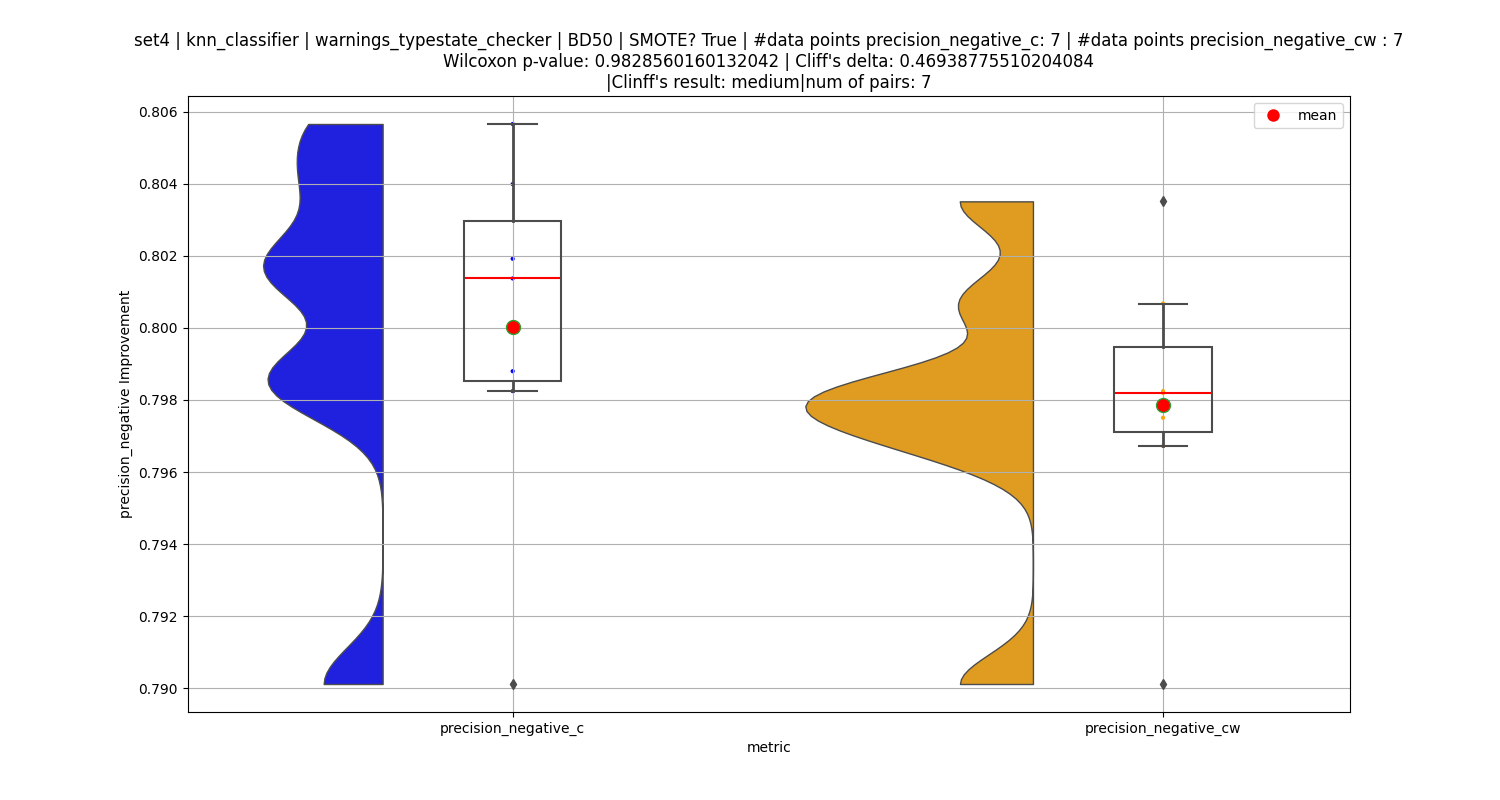 set4 | knn_classifier | warnings_typestate_checker | BD50 | SMOTE? True | #data points precision_negative_c: 7 | #data points precision_negative_cw : 7
Wilcoxon p-value: 0.9828560160132042 | Cliff's delta: 0.46938775510204084
|Clinff's result: medium|num of pairs: 7
mean
0.806
0.804
0.802
0.800
0.798
0.796
0.794
0.792
0.790
precision_negative Improvement
precision_negative_c
precision_negative_cw
metric